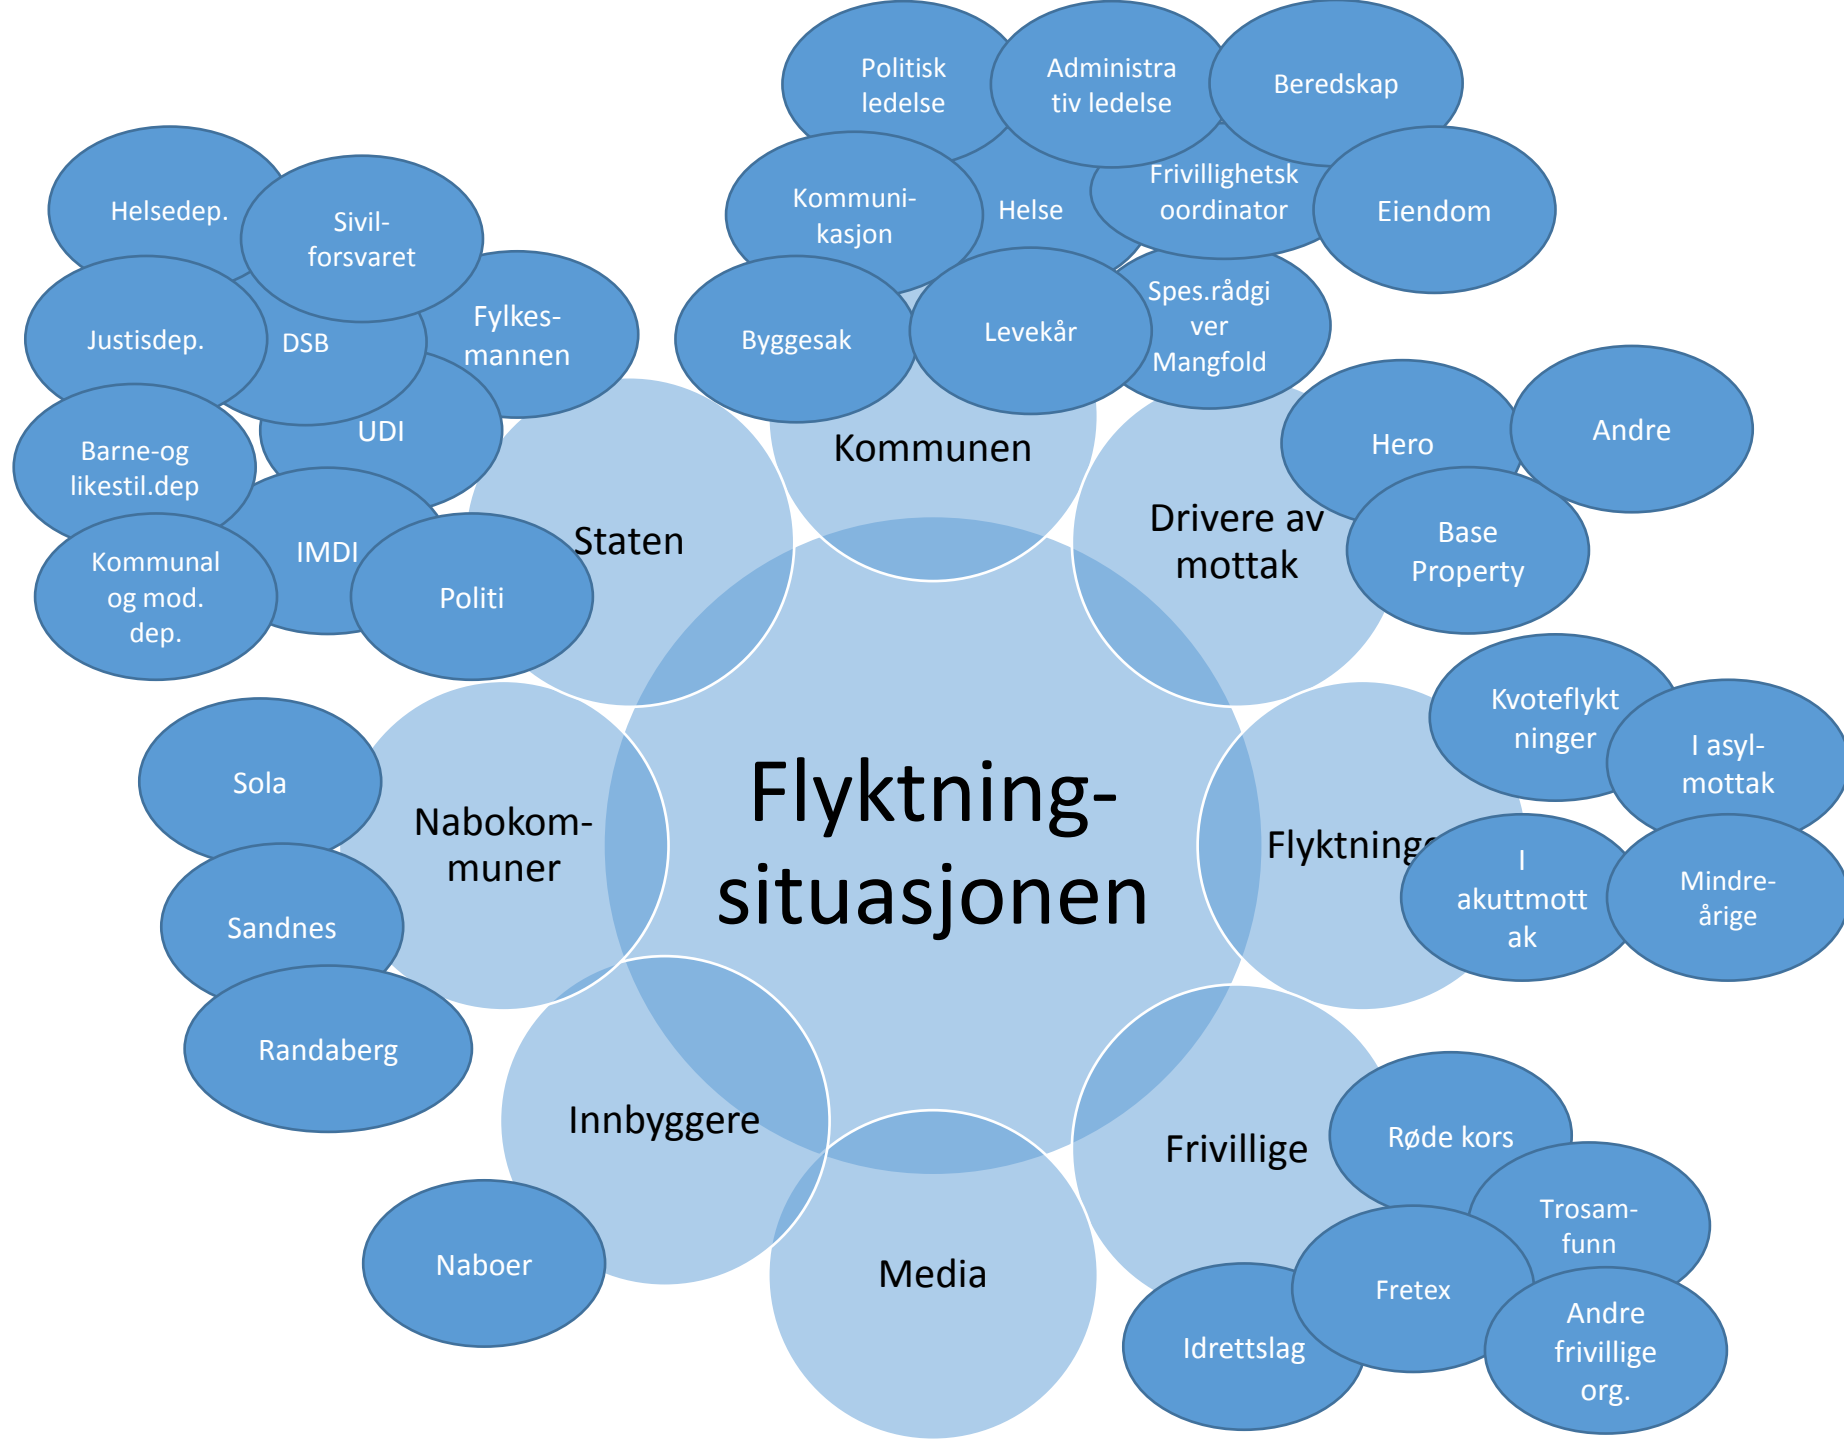 Politisk
ledelse
Administra
tiv ledelse
Beredskap
Kommuni-
kasjon
Helse
Frivillighetsk
oordinator
Eiendom
Byggesak
Levekår
Spes.rådgi
ver
Mangfold
Kommunen
Helsedep.
Sivil-
forsvaret
Justisdep.
DSB
Fylkes-
mannen
Barne-og
likestil.dep
UDI
Kommunal
og mod.
dep.
IMDI
Politi
Staten
Drivere av
mottak
Hero
Andre
Base
Property
Flyktning-
situasjonen
Nabokom-
muner
Sola
Sandnes
Randaberg
Flyktninge
Kvoteflykt
ninger
I asyl-
mottak
I
akuttmott
ak
Mindre-
årige
Innbyggere
Naboer
Media
Frivillige
Røde kors
Trosam-
funn
Fretex
Idrettslag
Andre
frivillige
org.